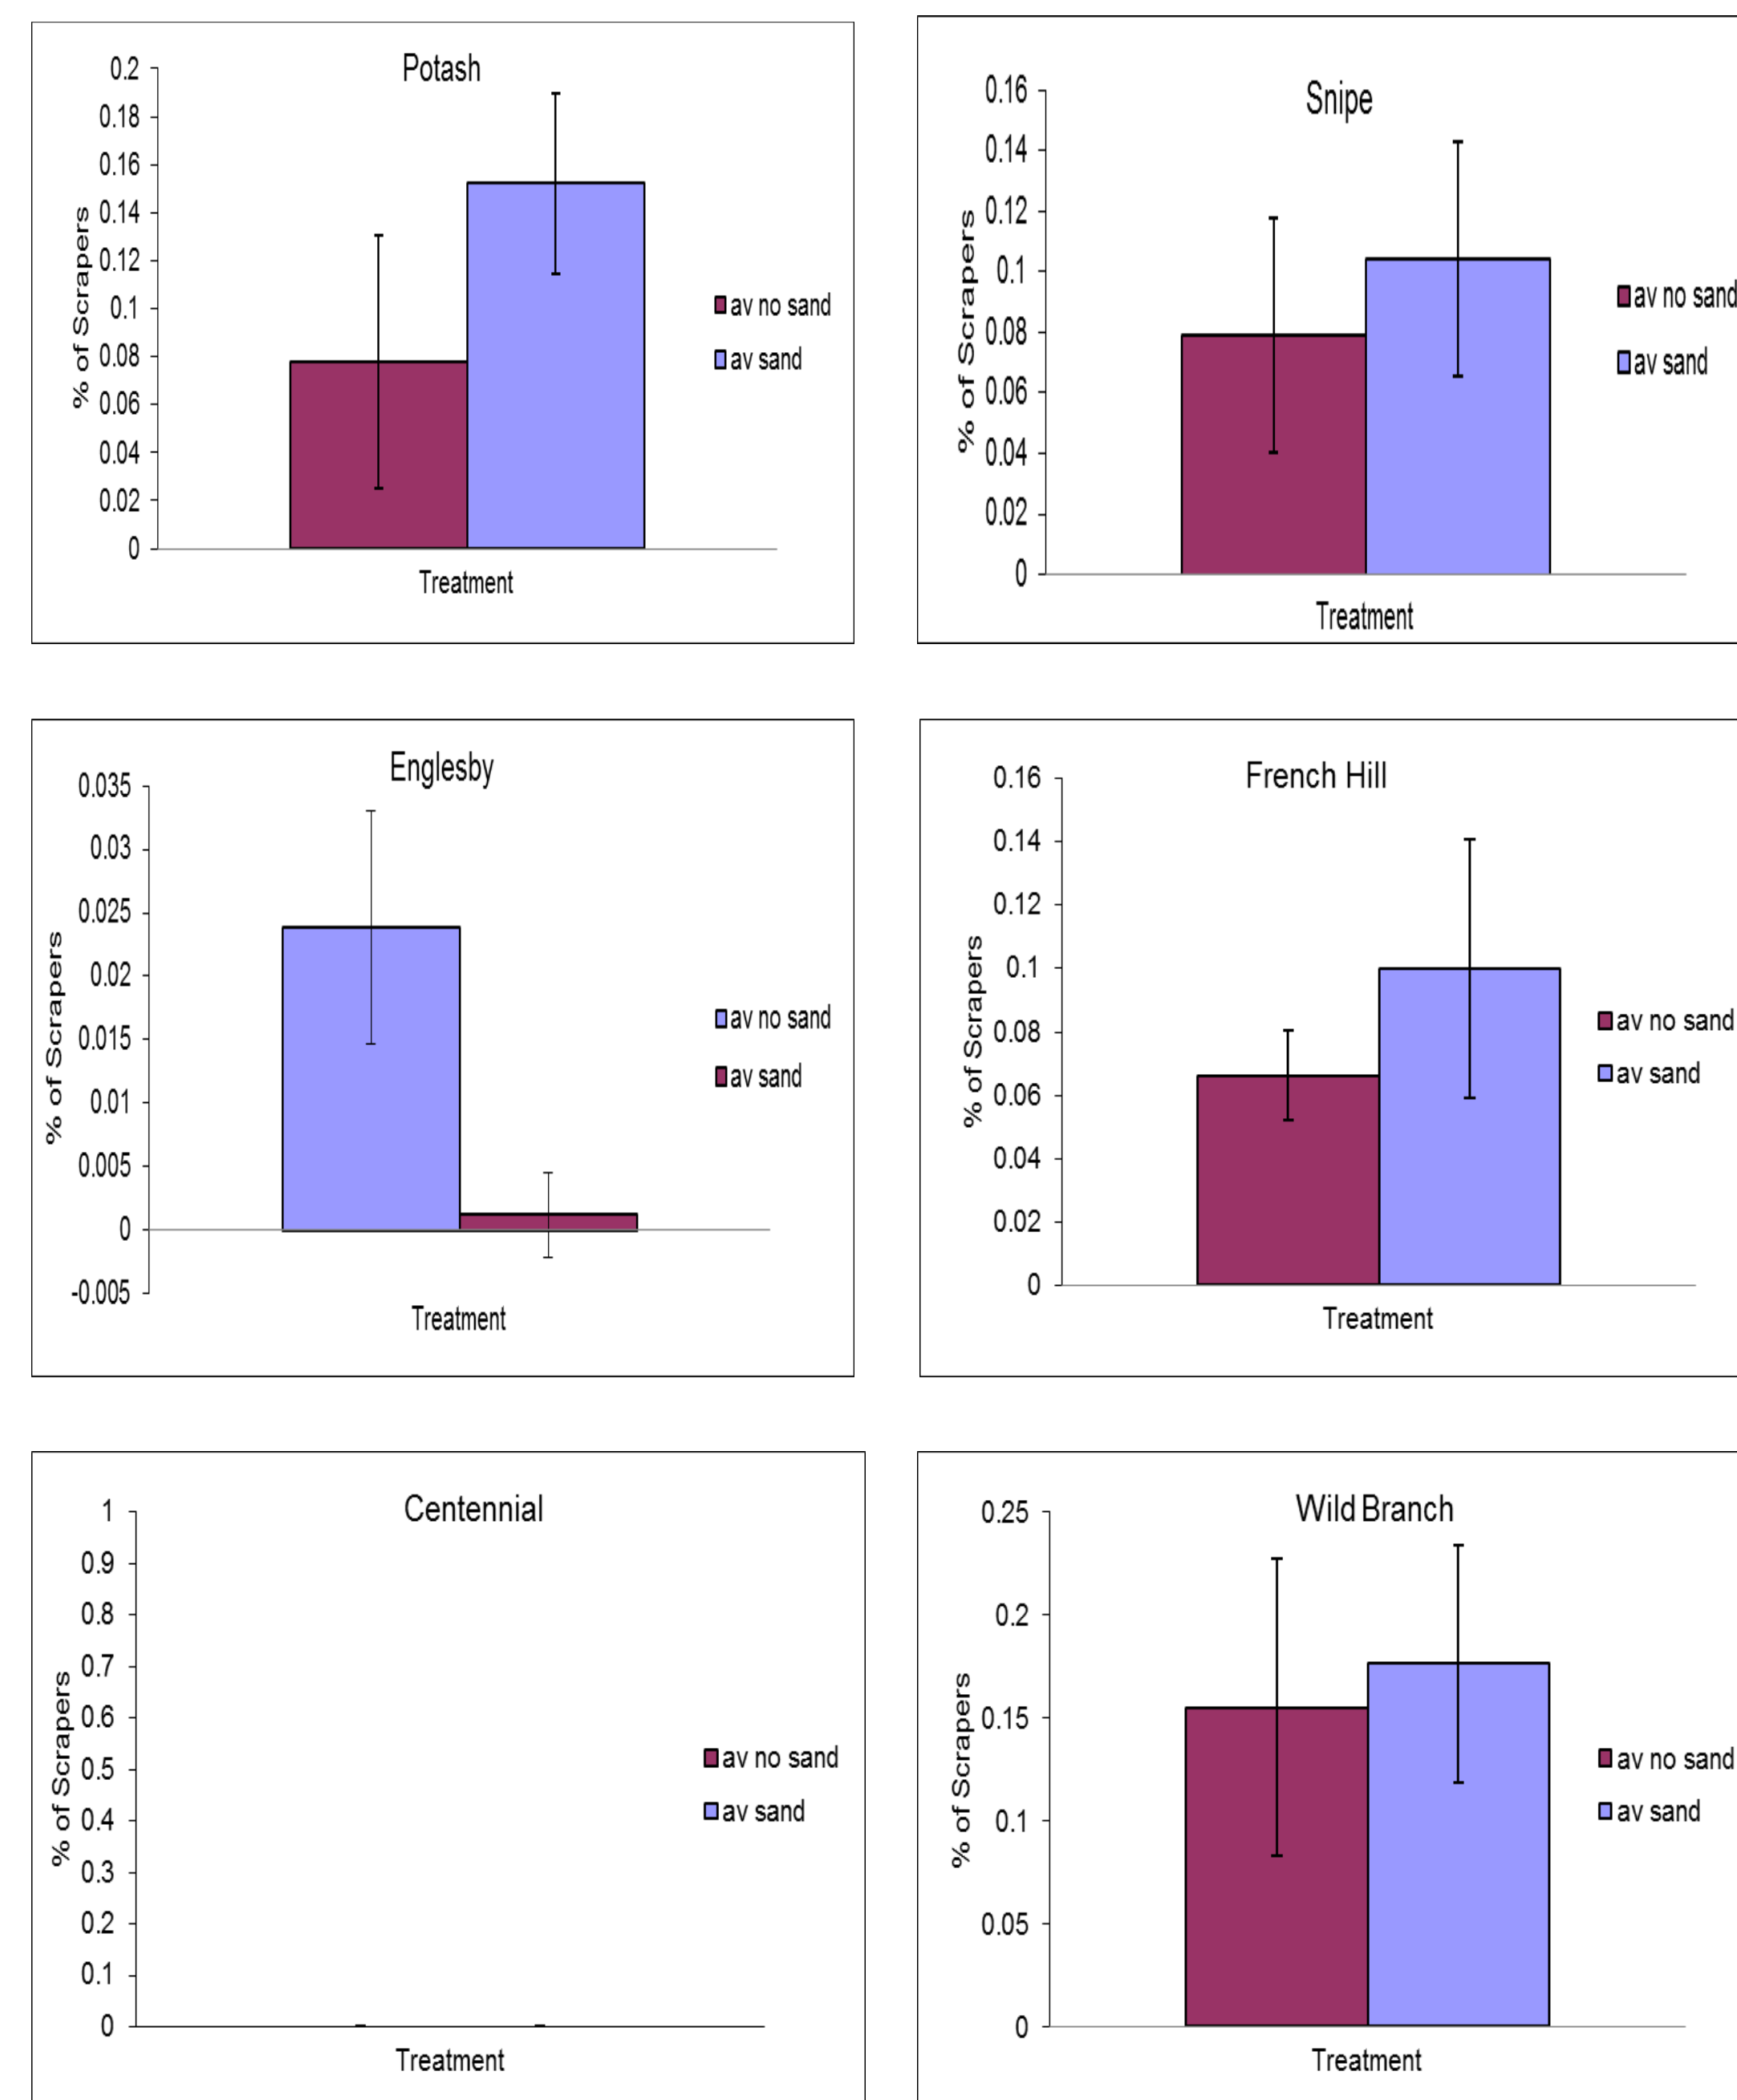 Potash
0.2
0.18
0.16
0.14
0.12
0.1
0.08
0.06
0.04
0.02
0
% of Scrapers
Treatment
av no sand
av sand
Snipe
0.16
0.14
0.12
0.1
0.08
0.06
0.04
0.02
0
% of Scrapers
Treatment
av no sand
av sand
Englesby
0.035
0.03
0.025
0.02
0.015
0.01
0.005
0
-0.005
% of Scrapers
Treatment
av no sand
av sand
French Hill
0.16
0.14
0.12
0.1
0.08
0.06
0.04
0.02
0
% of Scrapers
Treatment
av no sand
av sand
Centennial
1
0.9
0.8
0.7
0.6
0.5
0.4
0.3
0.2
0.1
0
% of Scrapers
Treatment
av no sand
av sand
Wild Branch
0.25
0.2
0.15
0.1
0.05
0
% of Scrapers
Treatment
av no sand
av sand